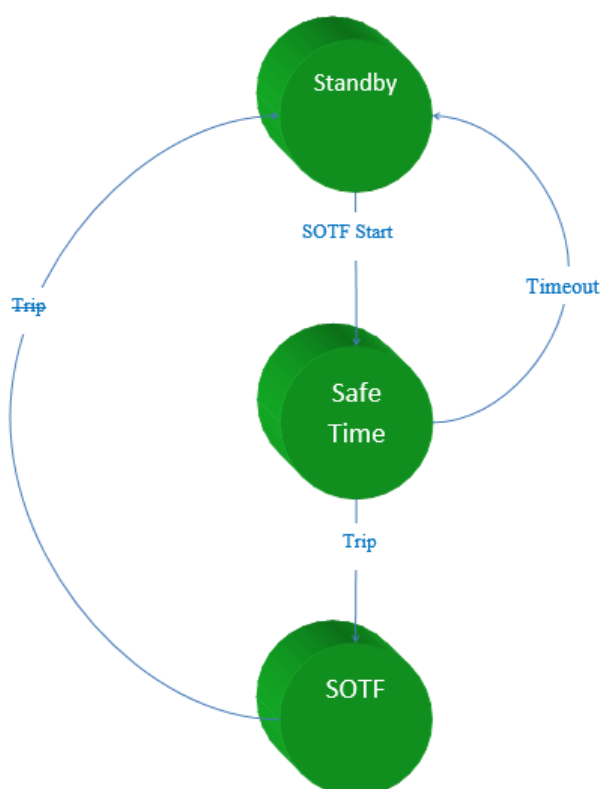 Standby
SOTF Start
Timeout
Trip
Safe
Time
Trip
SOTF